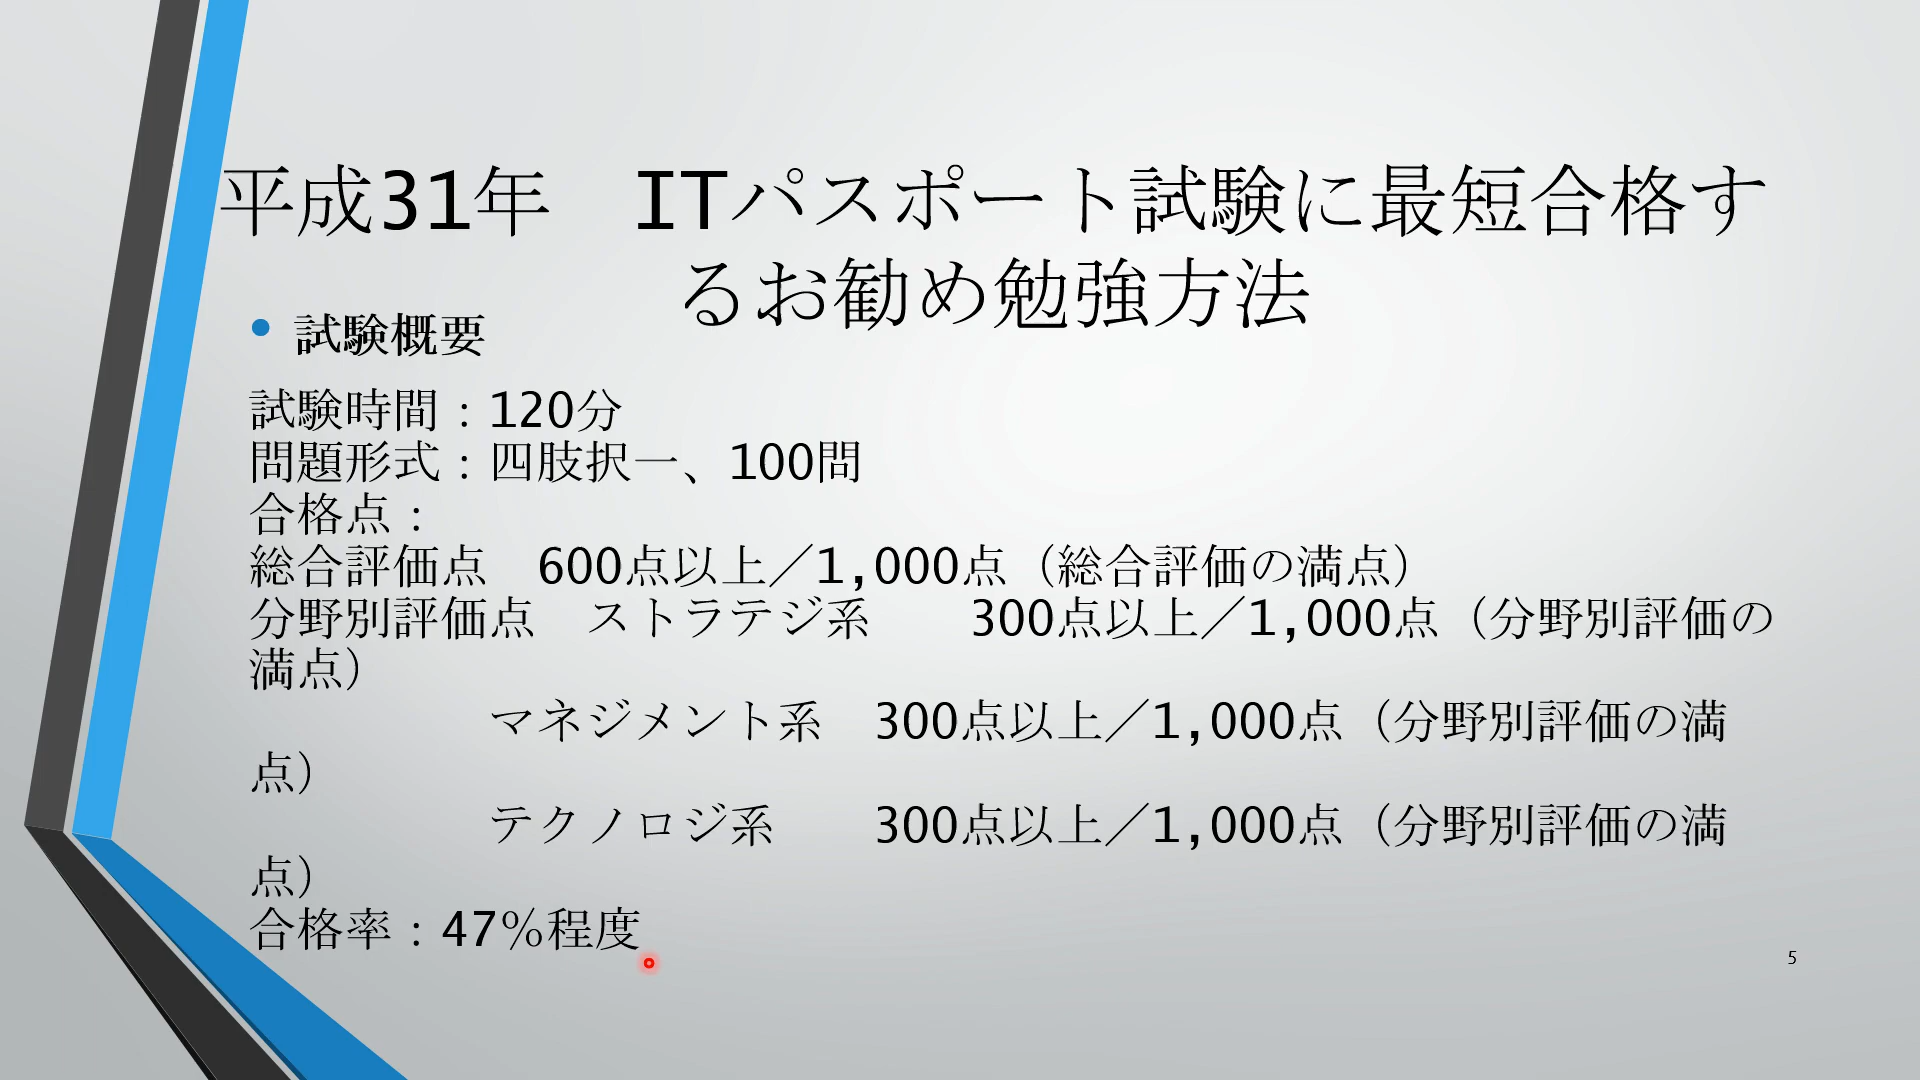 平成31年　ITパスポート試験に最短合格す
るお勧め勉強方法
• 試験概要
試験時間：120分
問題形式：四肢択一、100問
合格点：
総合評価点　600点以上／1,000点（総合評価の満点）
分野別評価点　ストラテジ系　　300点以上／1,000点（分野別評価の
満点）
マネジメント系　300点以上／1,000点（分野別評価の満
点）
テクノロジ系　　300点以上／1,000点（分野別評価の満
点）
合格率：47％程度
5